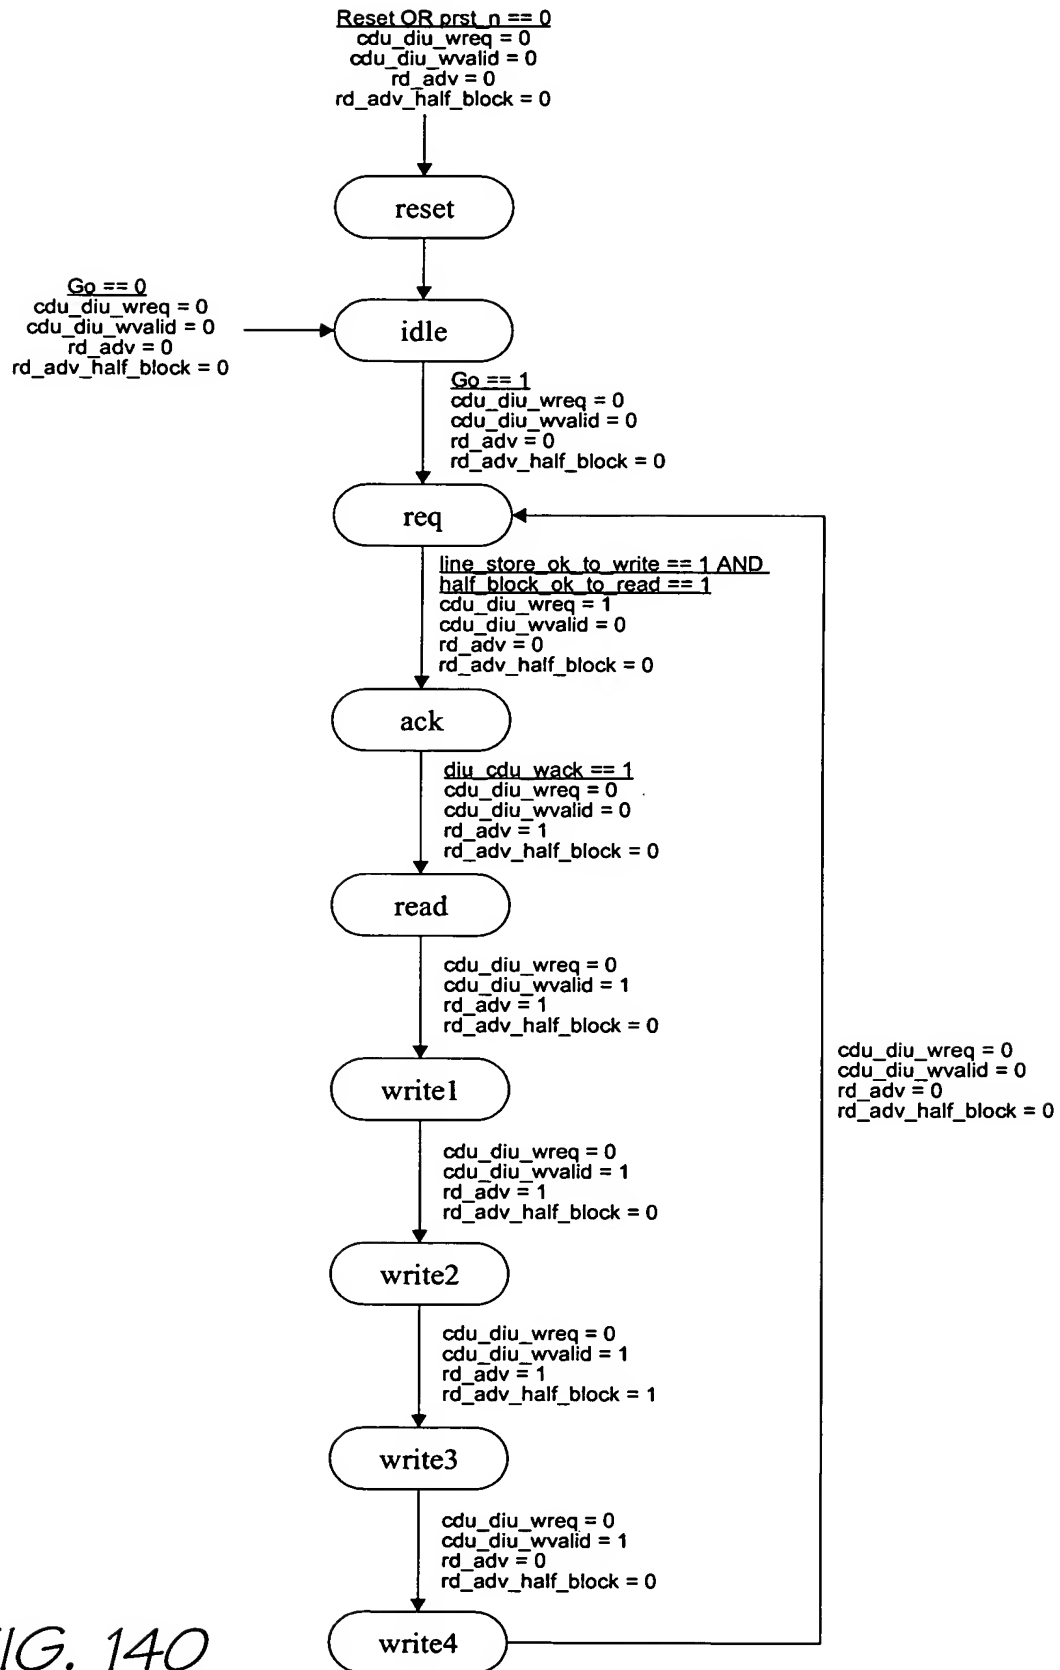 Reset OR prst_n == 0
cdu_diu_wreq = 0
cdu_diu_wvalid = 0
rd_adv = 0
rd_adv_half_block = 0
reset
Go == 0
cdu_diu_wreq = 0
cdu_diu_wvalid = 0
rd_adv = 0
rd_adv_half_block = 0
idle
Go == 1
cdu_diu_wreq = 0
cdu_diu_wvalid = 0
rd_adv = 0
rd_adv_half_block = 0
req
line_store_ok_to_write == 1 AND
half_block_ok_to_read == 1
cdu_diu_wreq = 1
cdu_diu_wvalid = 0
rd_adv = 0
rd_adv_half_block = 0
ack
diu_cdu_wack == 1
cdu_diu_wreq = 0
cdu_diu_wvalid = 0
rd_adv = 1
rd_adv_half_block = 0
read
cdu_diu_wreq = 0
cdu_diu_wvalid = 1
rd_adv = 1
rd_adv_half_block = 0
cdu_diu_wreq = 0
cdu_diu_wvalid = 0
rd_adv = 0
rd_adv_half_block = 0
write1
cdu_diu_wreq = 0
cdu_diu_wvalid = 1
rd_adv = 1
rd_adv_half_block = 0
write2
cdu_diu_wreq = 0
cdu_diu_wvalid = 1
rd_adv = 1
rd_adv_half_block = 1
write3
cdu_diu_wreq = 0
cdu_diu_wvalid = 1
rd_adv = 0
rd_adv_half_block = 0
write4
IG. 140